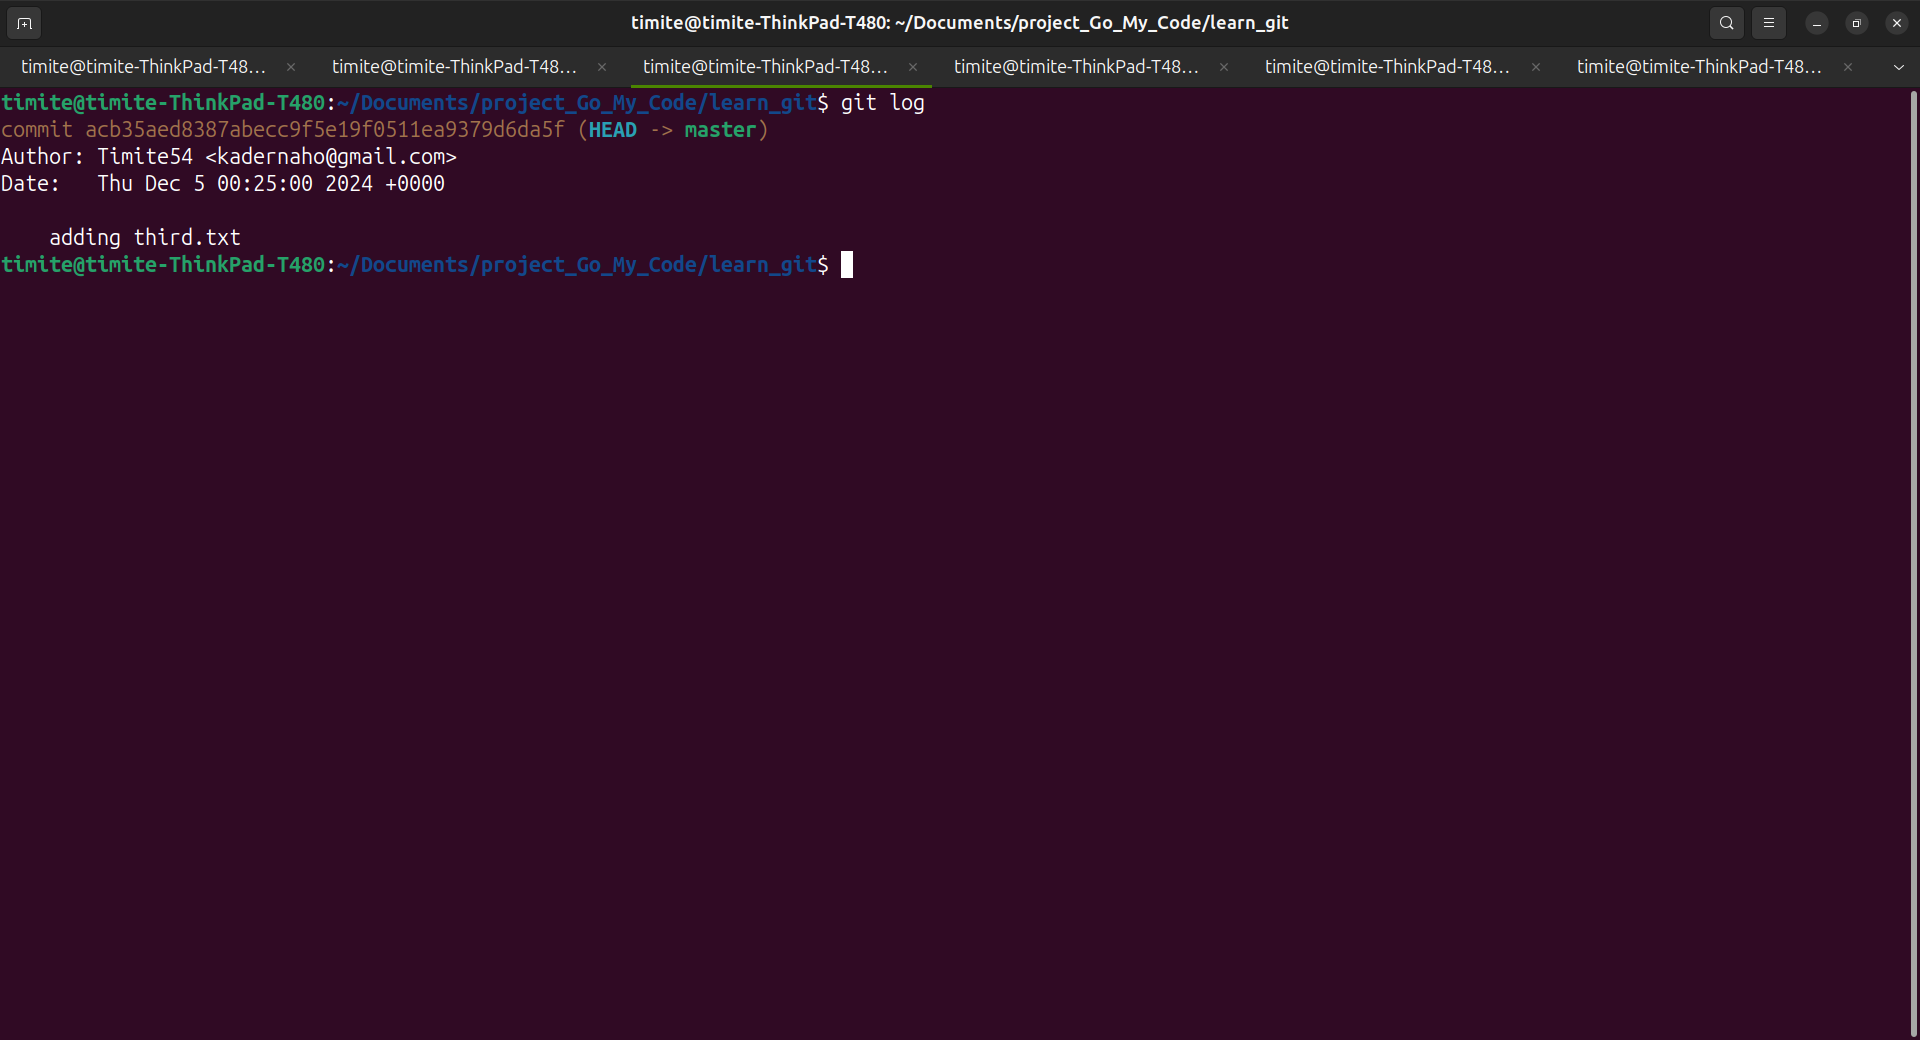 timite@timite-ThinkPad-T480: ~/Documents/project_Go_My_Code/learn_git
timite@timite-ThinkPad-T48... timite@timite-ThinkPad-T48... timite@timite-ThinkPad-T48... timite@timite-ThinkPad-T48... timite@timite-ThinkPad-T48... timite@timite-ThinkPad-T48...
timite@timite-ThinkPad-T480:~/Documents/project_Go_My_Code/learn_git$ git log
commit acb35aed8387abecc9f5e19f0511ea9379d6da5f (HEAD -> master)
Author: Timite54 <kadernaho@gmail.com>
Date:   Thu Dec 5 00:25:00 2024 +0000
    adding third.txt
timite@timite-ThinkPad-T480:~/Documents/project_Go_My_Code/learn_git$